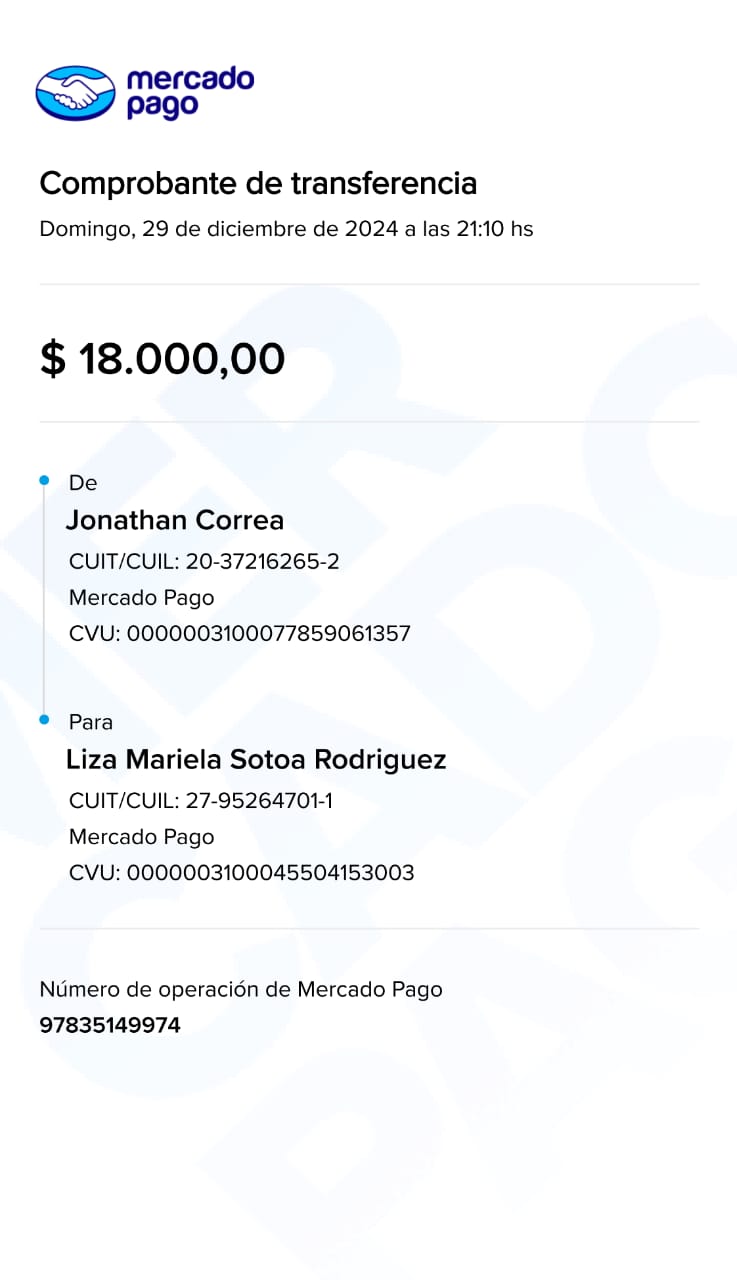 mercado
pago
Comprobante de transferencia
Domingo, 29 de diciembre de 2024 a las 21:10 hs
$ 18.000,00
De
Jonathan Correa
CUIT/CUIL: 20-37216265-2
Mercado Pago
CVU: 0000003100077859061357
Para
Liza Mariela Sotoa Rodriguez
CUIT/CUIL: 27-95264701-1
Mercado Pago
CVU: 0000003100045504153003
Número de operación de Mercado Pago
97835149974